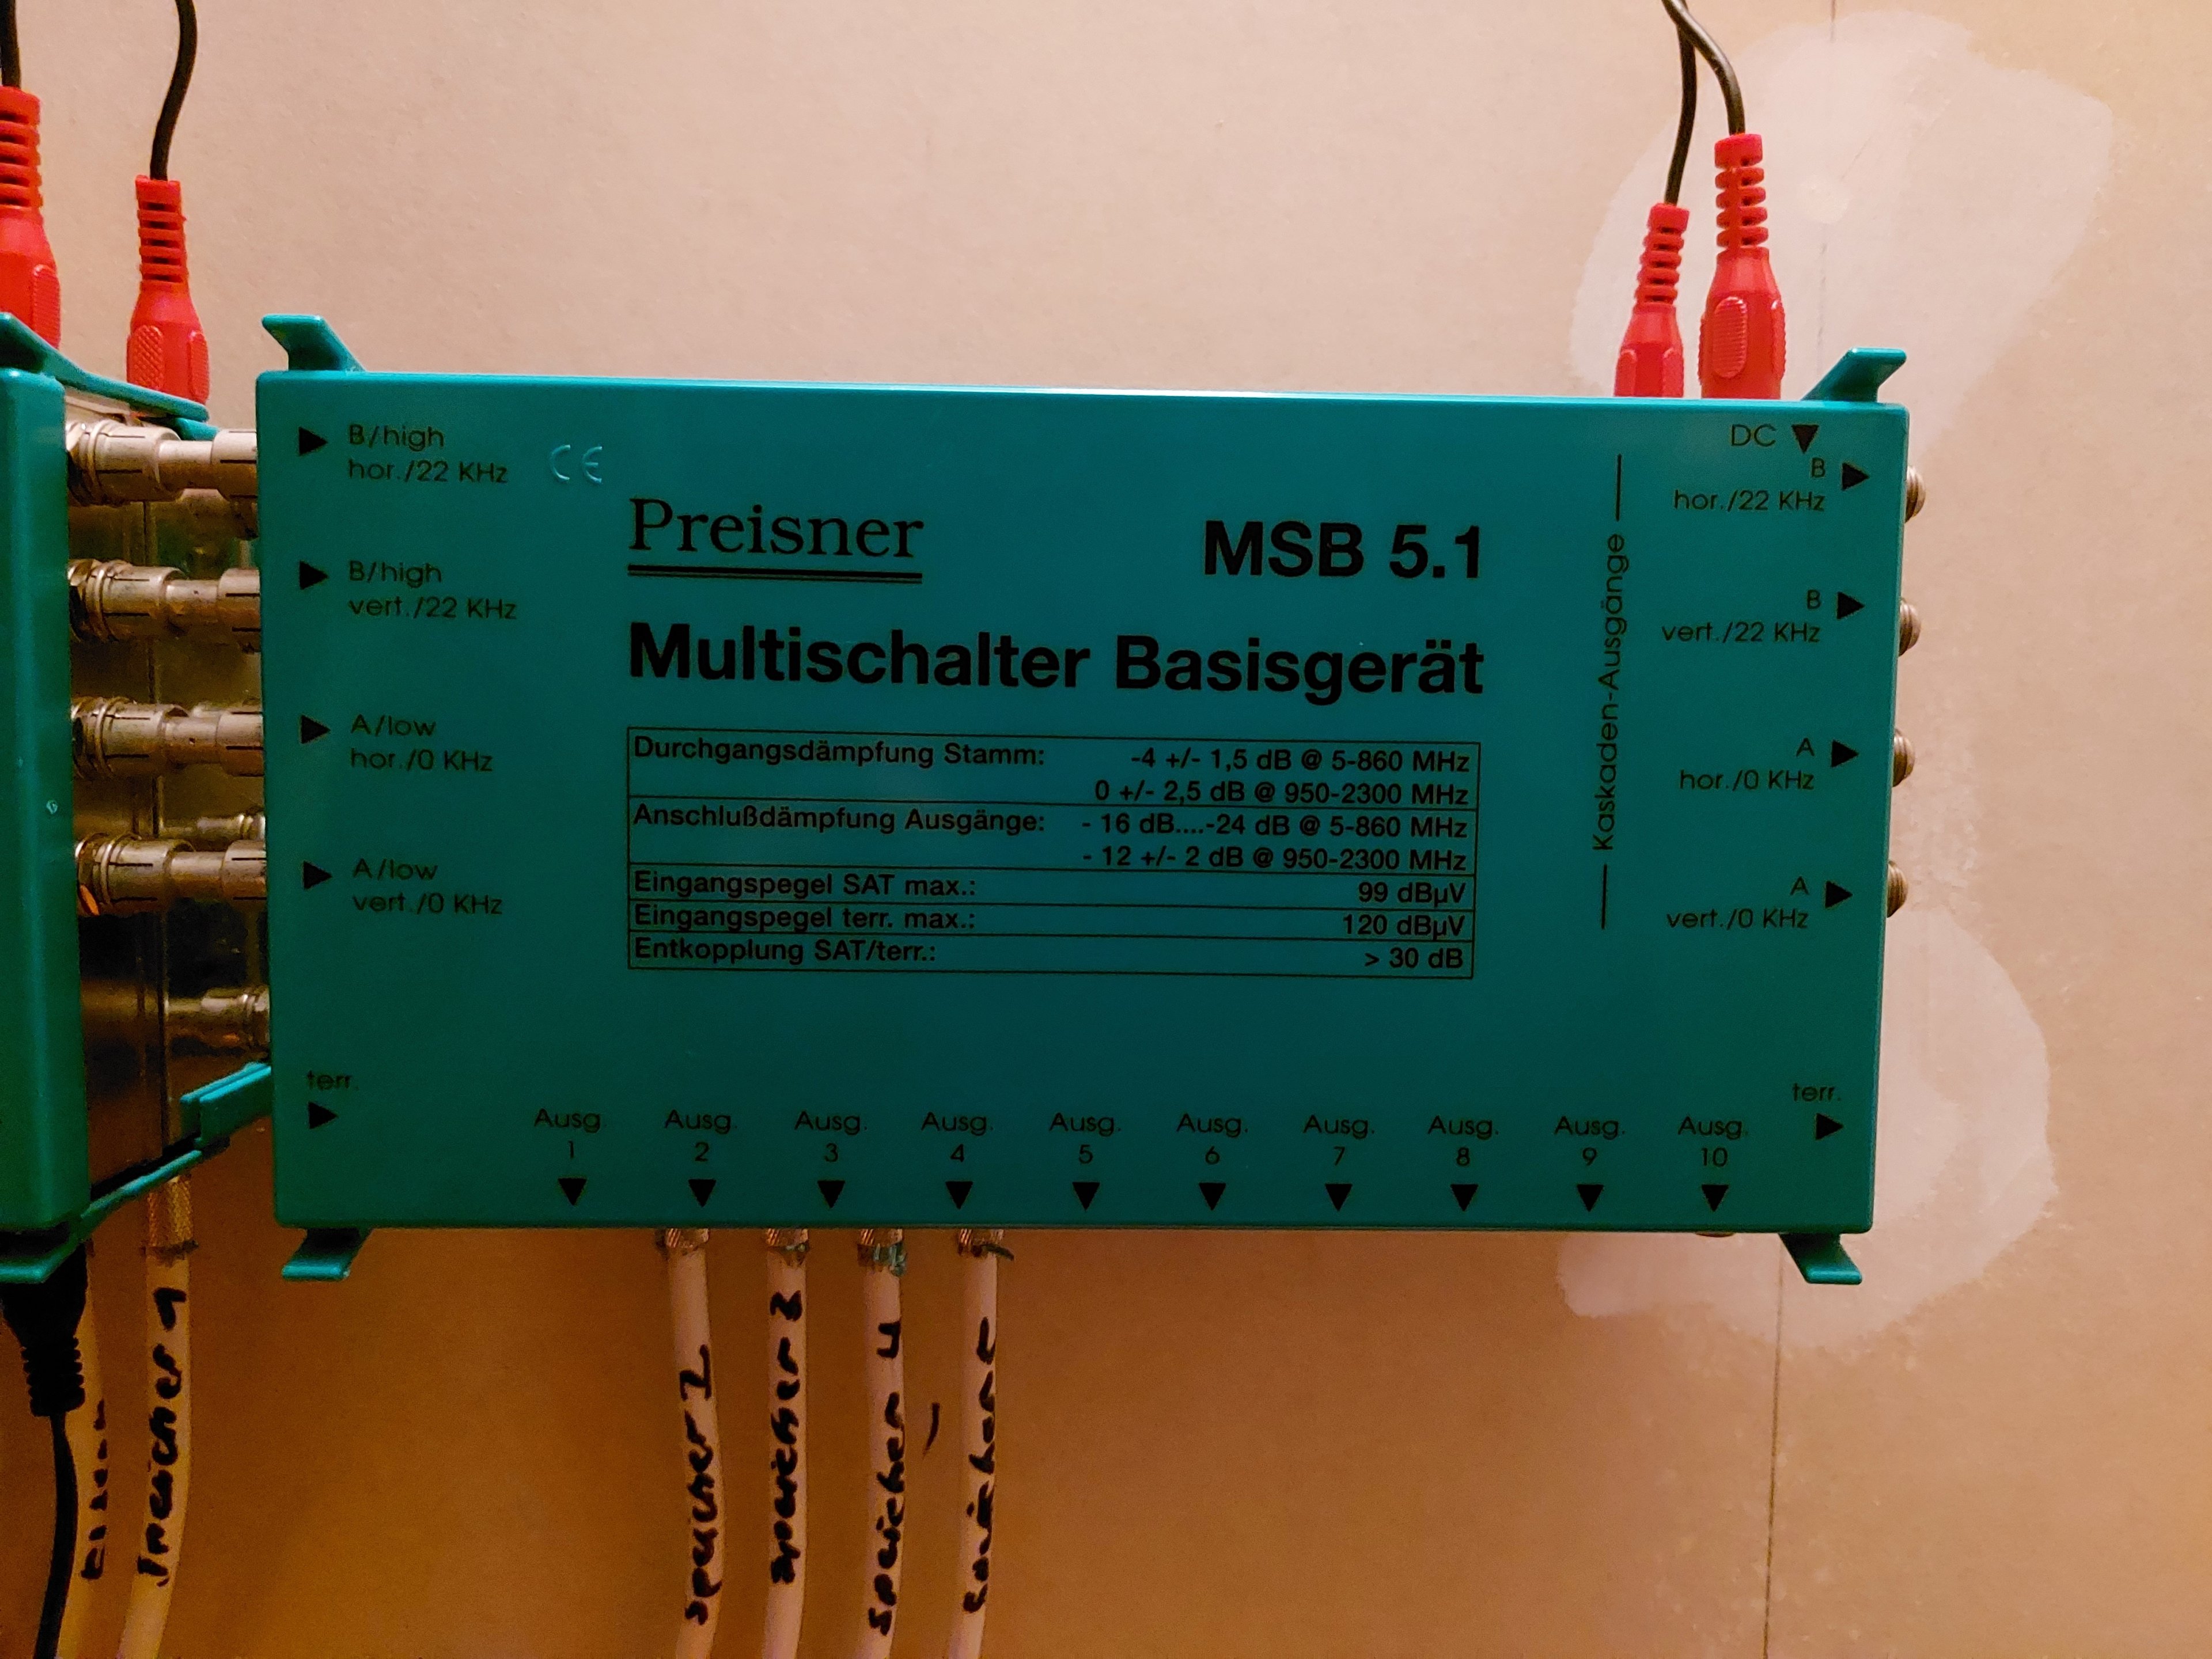 B/high
hor./22 KHz
CE
Preisner
MSB 5.1
Multischalter Basisgerät
DC
B
hor./22 KHz
B/high
vert./22 KHz
B
vert./22 KHz
Kaskaden-Ausgänge
A/low
hor./0 KHz
A
hor./0 KHz
A/low
vert./0 KHz
A
vert./0 KHz
Durchgangsdämpfung Stamm: -4 +/- 1,5 dB @ 5-860 MHz
0 +/- 2,5 dB @ 950-2300 MHz
Anschlußdämpfung Ausgänge: - 16 dB....-24 dB @ 5-860 MHz
- 12 +/- 2 dB @ 950-2300 MHz
Eingangspegel SAT max.: 99 dBµV
Eingangspegel terr. max.: 120 dBµV
Entkopplung SAT/terr.: > 30 dB
terr.
terr.
Ausg. Ausg. Ausg. Ausg. Ausg. Ausg. Ausg. Ausg. Ausg. Ausg.
1 2 3 4 5 6 7 8 9 10
Speicher 1
Speicher 2
Speicher 3
Speicher 4